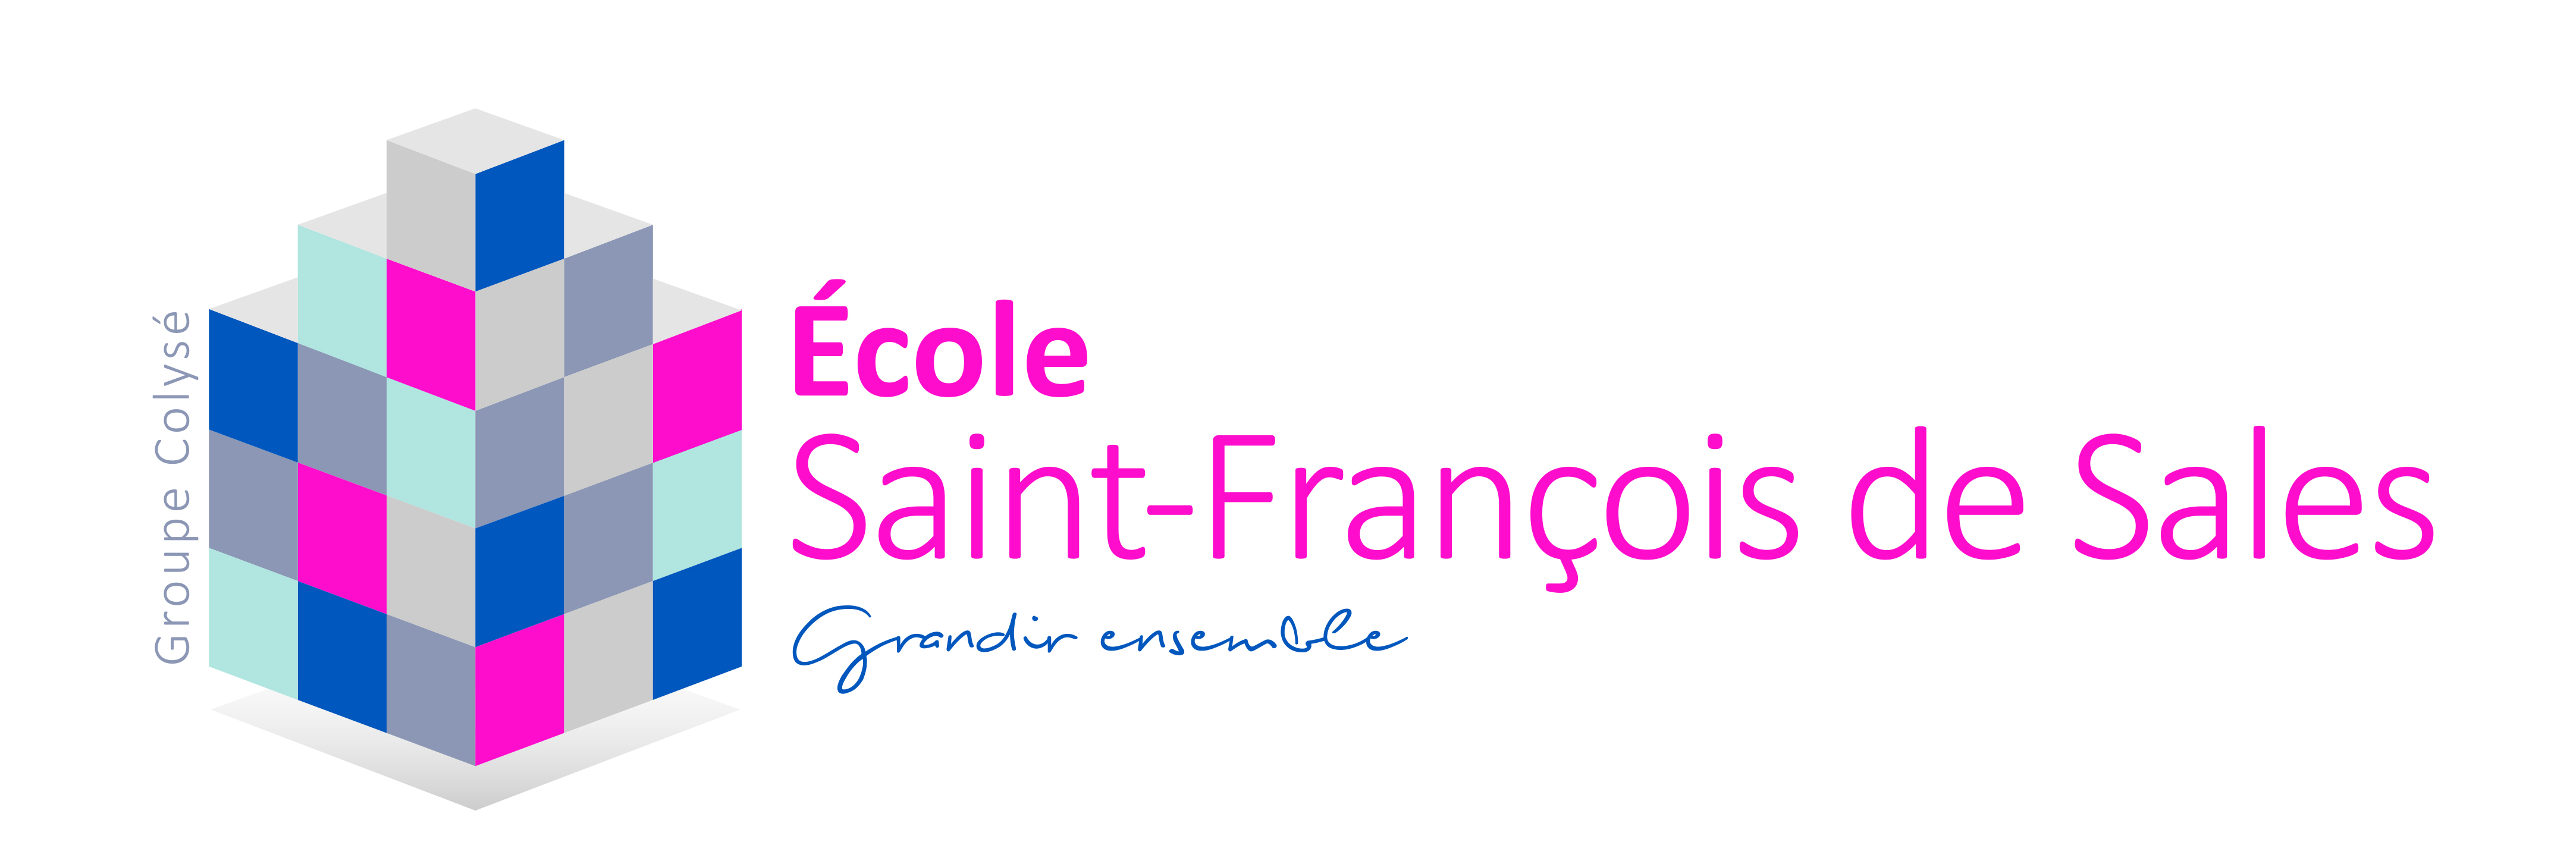 Groupe Colysé
École
Saint-François de Sales
Grandir ensemble